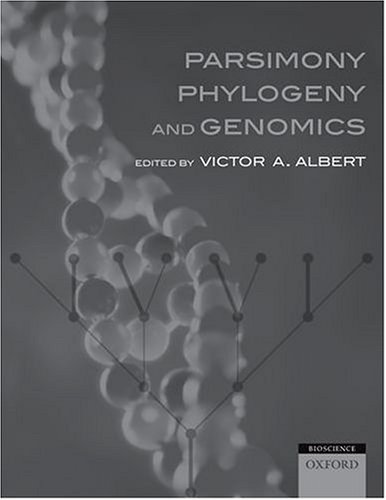 PARSIMONY
PHYLOGENY
AND GENOMICS
EDITED BY VICTOR A. ALBERT
BIOSCIENCE
OXFORD